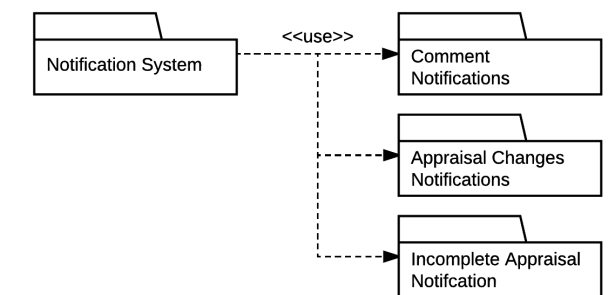 <<use>>
Notification System
Comment
Notifications
Appraisal Changes
Notifications
Incomplete Appraisal
Notifcation